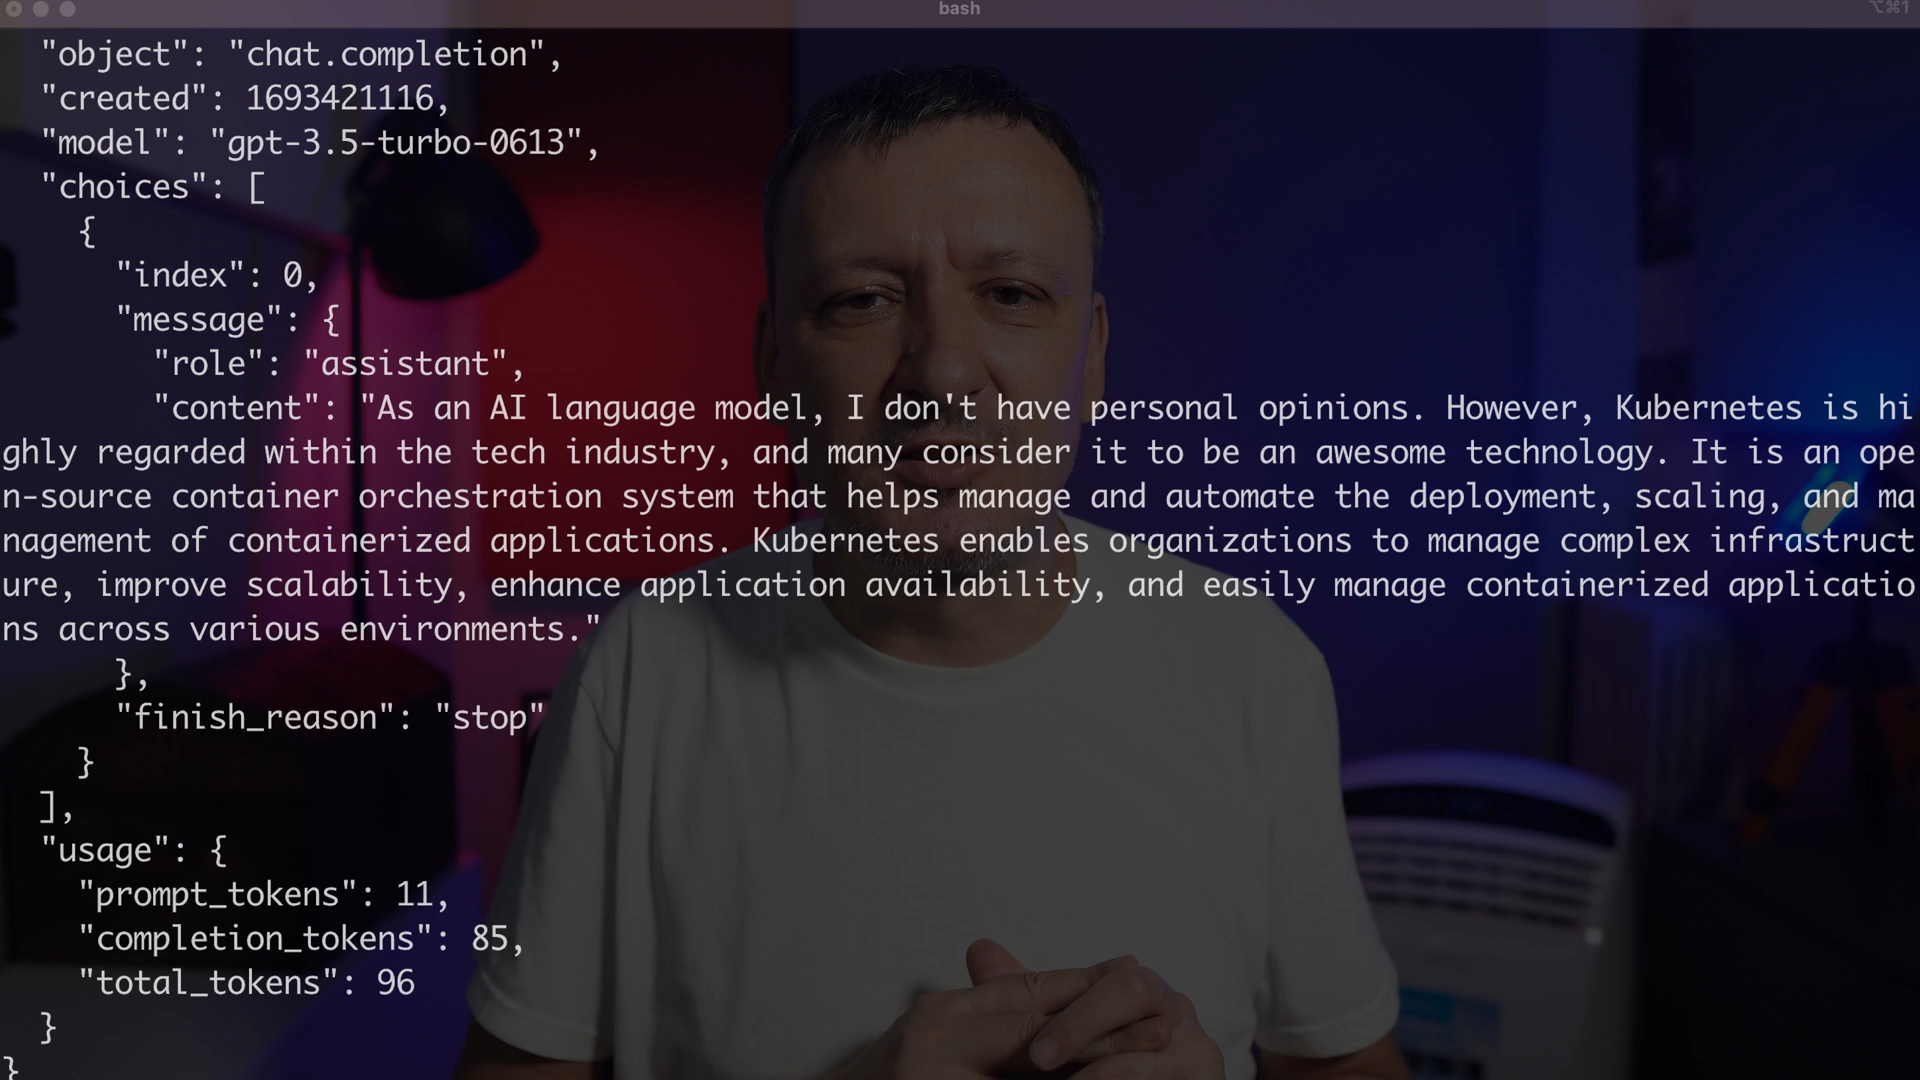 bash
⌥⌘1
"object": "chat.completion",
"created": 1693421116,
"model": "gpt-3.5-turbo-0613",
"choices": [
{
"index": 0,
"message": {
"role": "assistant",
"content": "As an AI language model, I don't have personal opinions. However, Kubernetes is hi
ghly regarded within the tech industry, and many consider it to be an awesome technology. It is an ope
n-source container orchestration system that helps manage and automate the deployment, scaling, and ma
nagement of containerized applications. Kubernetes enables organizations to manage complex infrastruct
ure, improve scalability, enhance application availability, and easily manage containerized applicatio
ns across various environments."
},
"finish_reason": "stop"
}
],
"usage": {
"prompt_tokens": 11,
"completion_tokens": 85,
"total_tokens": 96
}
}